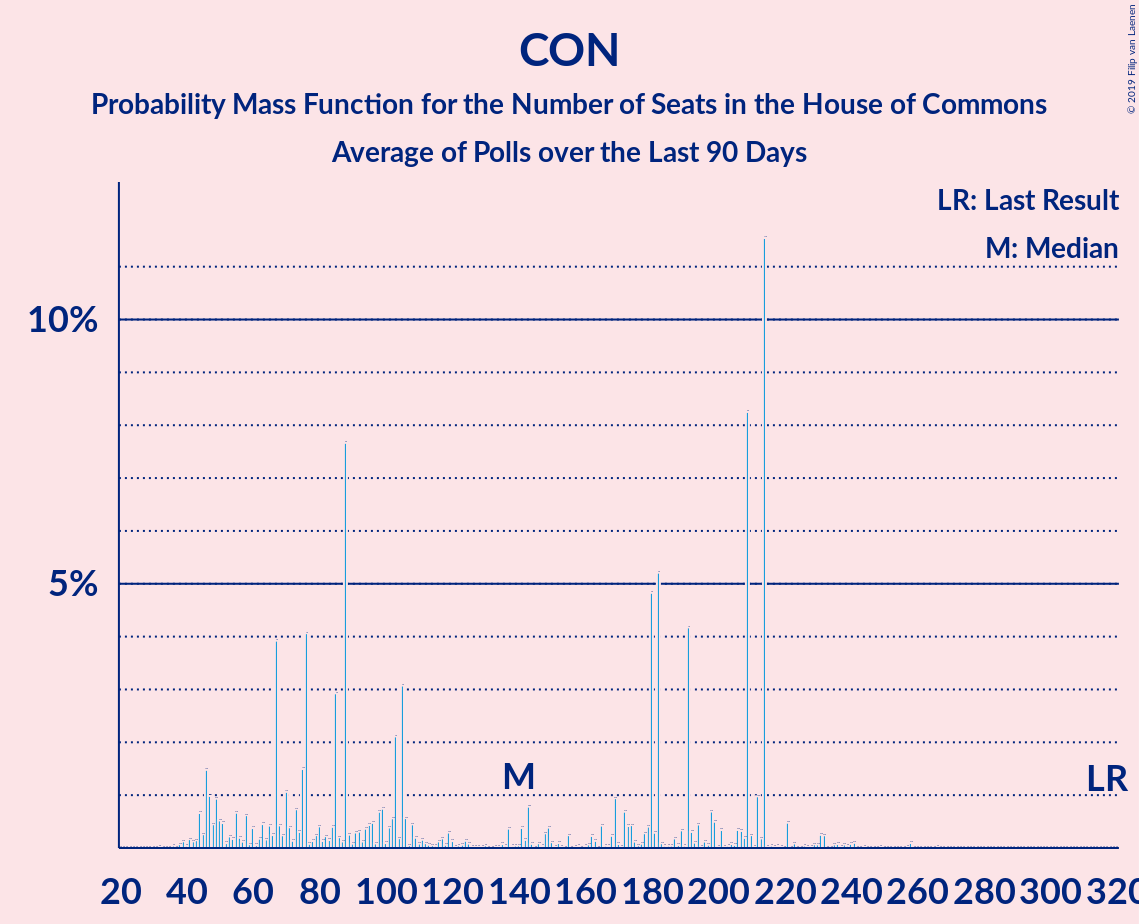 CON
Probability Mass Function for the Number of Seats in the House of Commons
Average of Polls over the Last 90 Days
© 2019 Filip van Laenen
LR: Last Result
M: Median
10%
5%
M
LR
20 40 60 80 100 120 140 160 180 200 220 240 260 280 300 320